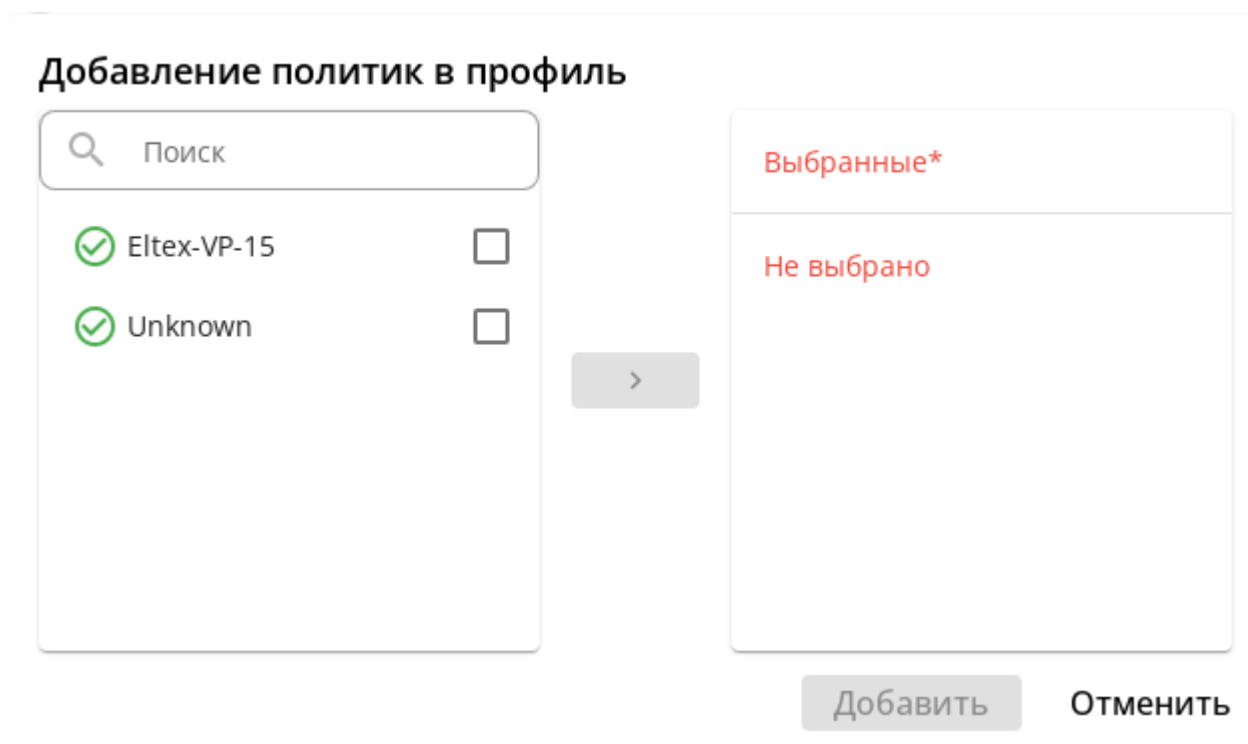 Добавление политик в профиль
Поиск
Eltex-VP-15
Unknown
>
Выбранные*
Не выбрано
Добавить
Отменить